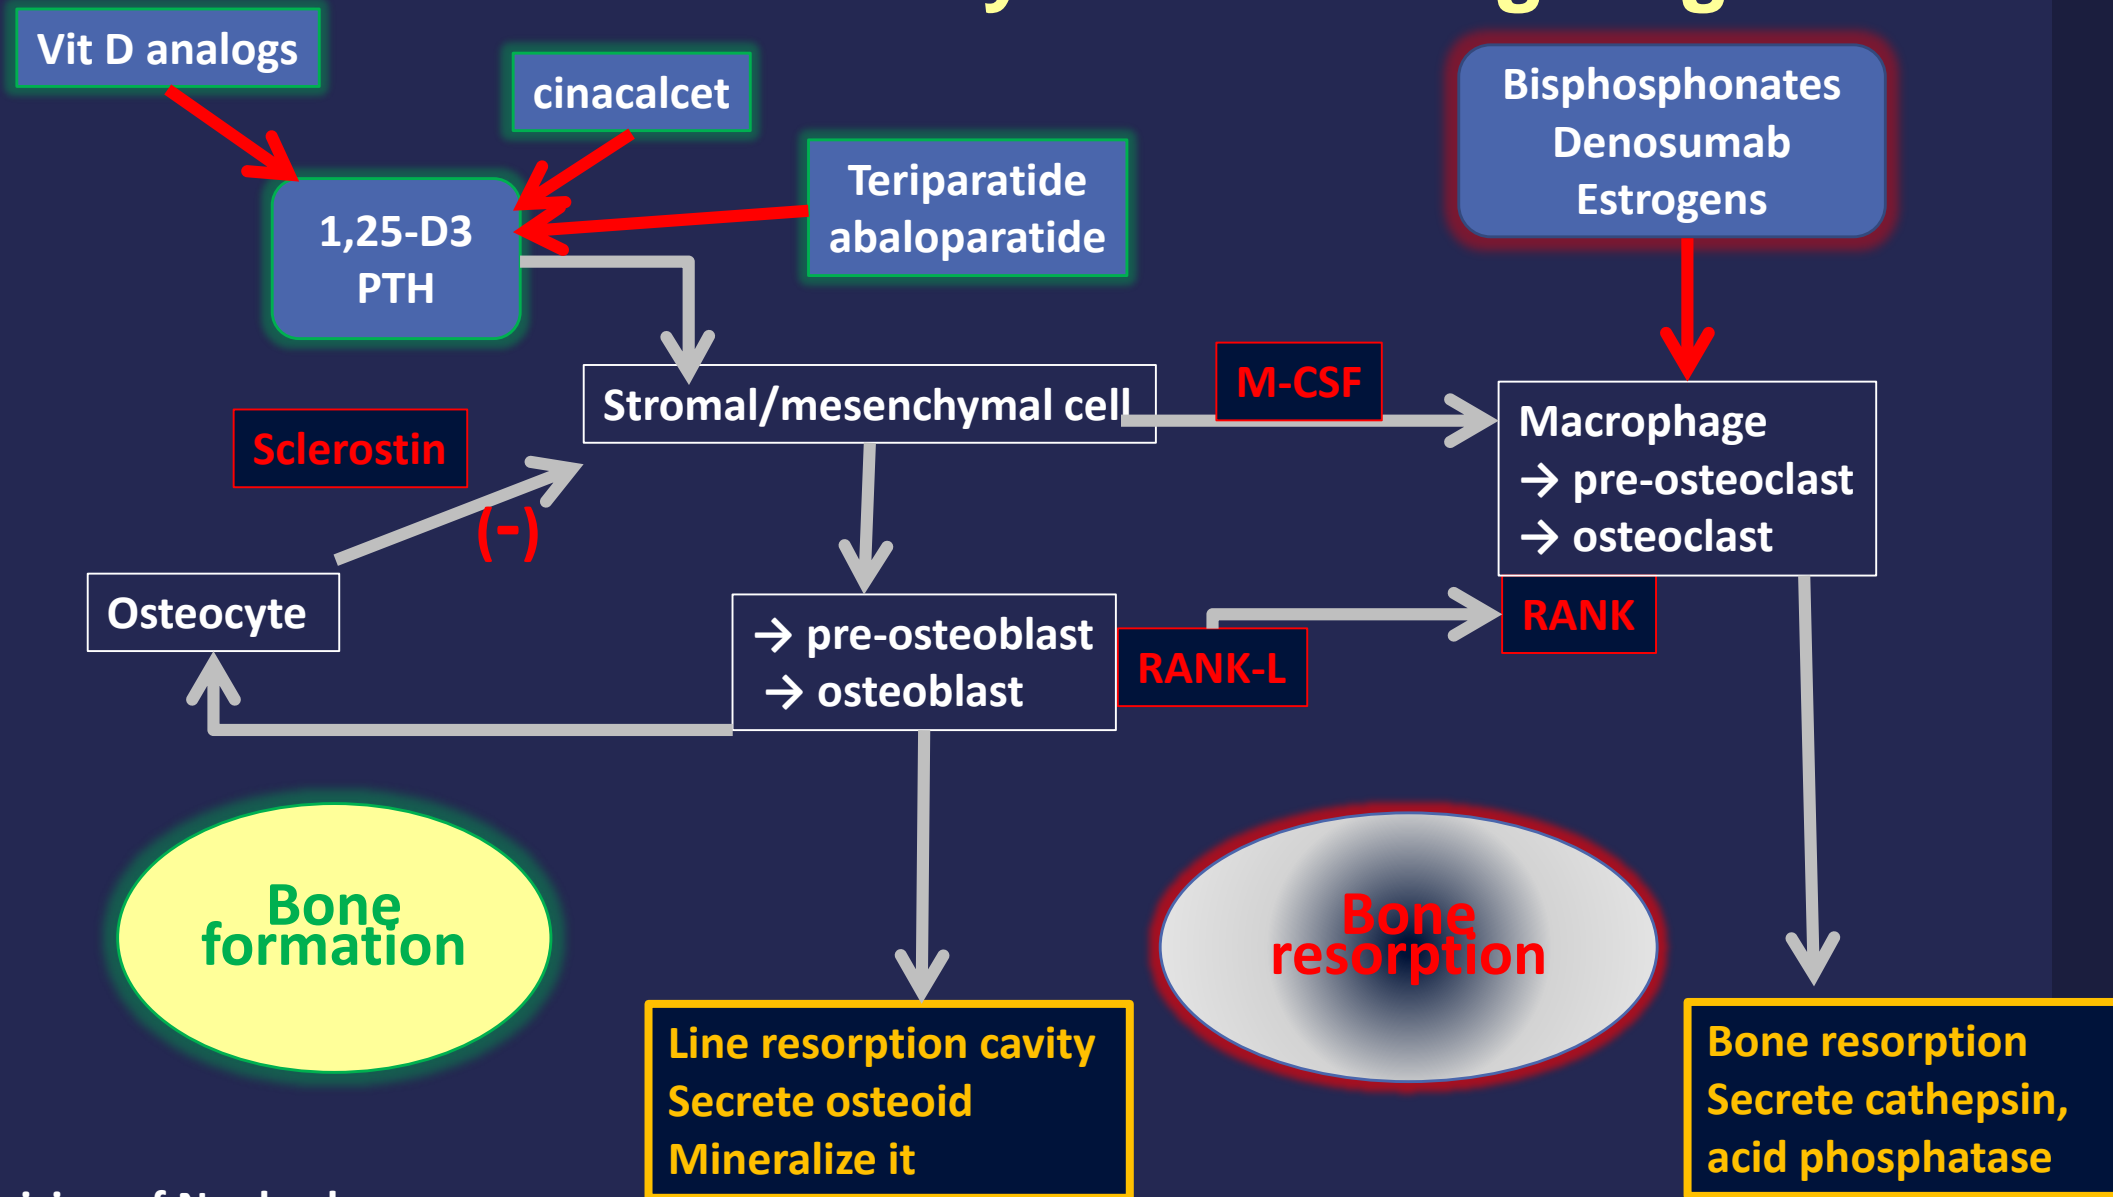 Vit D analogs
cinacalcet
Teriparatide
abaloparatide
Bisphosphonates
Denosumab
Estrogens
1,25-D3
PTH
Stromal/mesenchymal cell
M-CSF
Macrophage
→ pre-osteoclast
→ osteoclast
Sclerostin
(-)
Osteocyte
→ pre-osteoblast
→ osteoblast
RANK-L
RANK
Bone
formation
Bone
resorption
Line resorption cavity
Secrete osteoid
Mineralize it
Bone resorption
Secrete cathepsin,
acid phosphatase